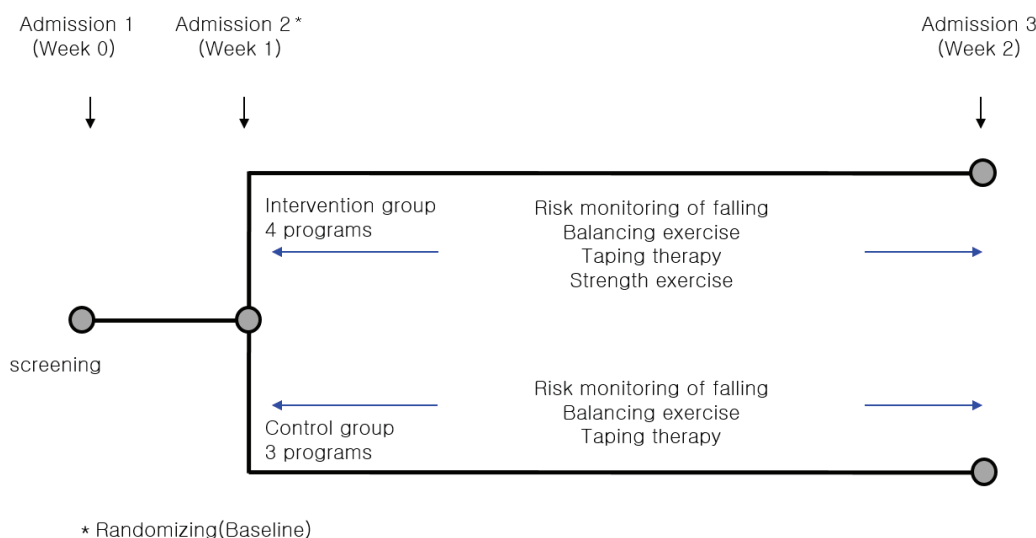 Admission 1
(Week 0)
Admission 2*
(Week 1)
Admission 3
(Week 2)
Intervention group
4 programs
Risk monitoring of falling
Balancing exercise
Taping therapy
Strength exercise
screening
Risk monitoring of falling
Balancing exercise
Taping therapy
Control group
3 programs
* Randomizing(Baseline)